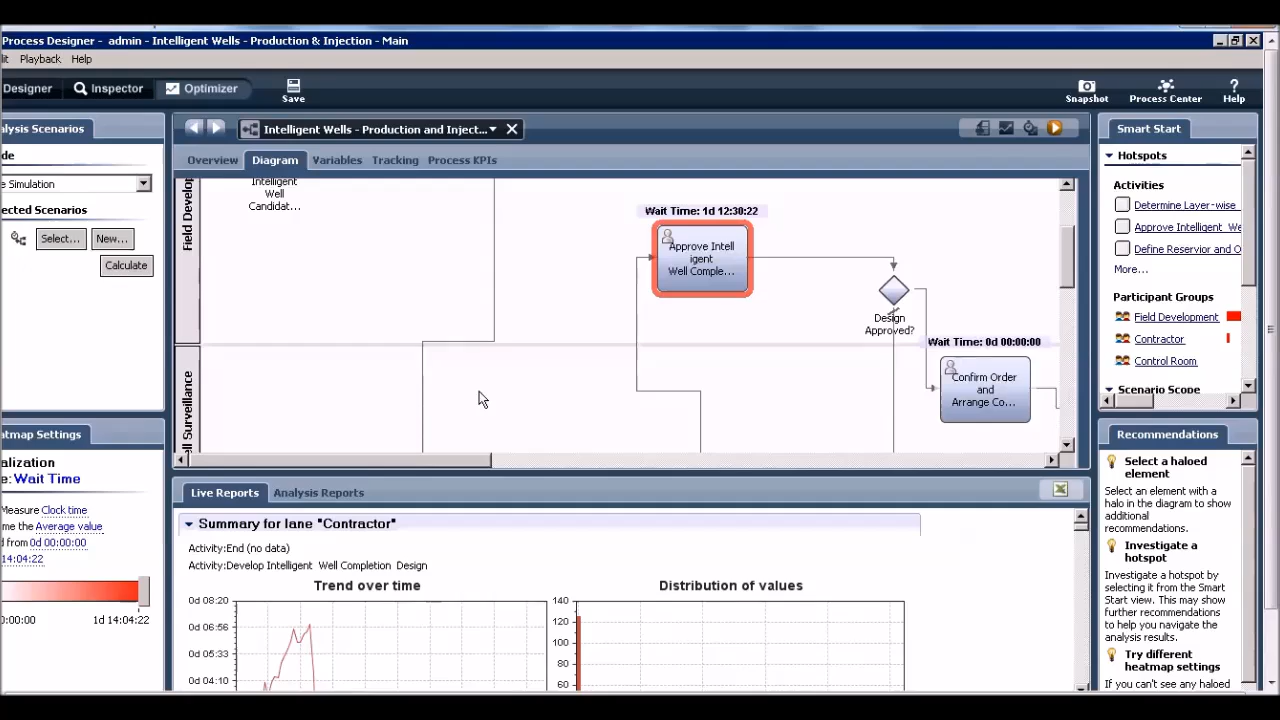 Process Designer - admin - Intelligent Wells - Production & Injection - Main
it Playback Help
Designer Inspector Optimizer
Save
Snapshot Process Center Help
alysis Scenarios
de
e Simulation
ected Scenarios
Select... New...
Calculate
Intelligent Wells - Production and Inject...
Overview Diagram Variables Tracking Process KPIs
Field Develop
Intelligent
Well
Candidat...
Wait Time: 1d 12:30:22
Approve Intell
igent
Well Comple...
Design
Approved?
Wait Time: 0d 00:00:00
Confirm Order
and
Arrange Co...
ell Surveillance
Smart Start
Hotspots
Activities
Determine Layer-wise
Approve Intelligent We
Define Reservior and O
More...
Participant Groups
Field Development
Contractor
Control Room
Scenario Scope
atmap Settings
alization
e: Wait Time
Measure Clock time
me the Average value
d from 0d 00:00:00
14:04:22
00:00:00 1d 14:04:22
Live Reports Analysis Reports
Summary for lane "Contractor"
Activity:End (no data)
Activity:Develop Intelligent Well Completion Design
Trend over time
0d 08:20
0d 06:56
0d 05:33
0d 04:10
Distribution of values
140
120
100
80
60
Recommendations
Select a haloed
element
Select an element with a
halo in the diagram to show
additional
recommendations.
Investigate a
hotspot
Investigate a hotspot by
selecting it from the Smart
Start view. This may show
further recommendations
to help you navigate the
analysis results.
Try different
heatmap settings
If you can't see any haloed